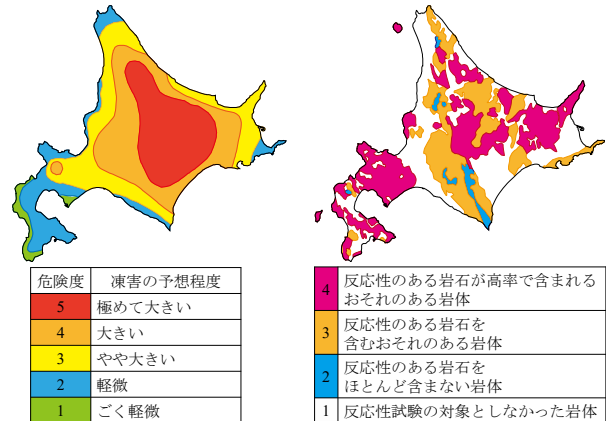 危険度 凍害の予想程度
5 極めて大きい
4 大きい
3 やや大きい
2 軽微
1 ごく軽微
4 反応性のある岩石が高率で含まれる
おそれのある岩体
3 反応性のある岩石を
含むおそれのある岩体
2 反応性のある岩石を
ほとんど含まない岩体
1 反応性試験の対象としなかった岩体